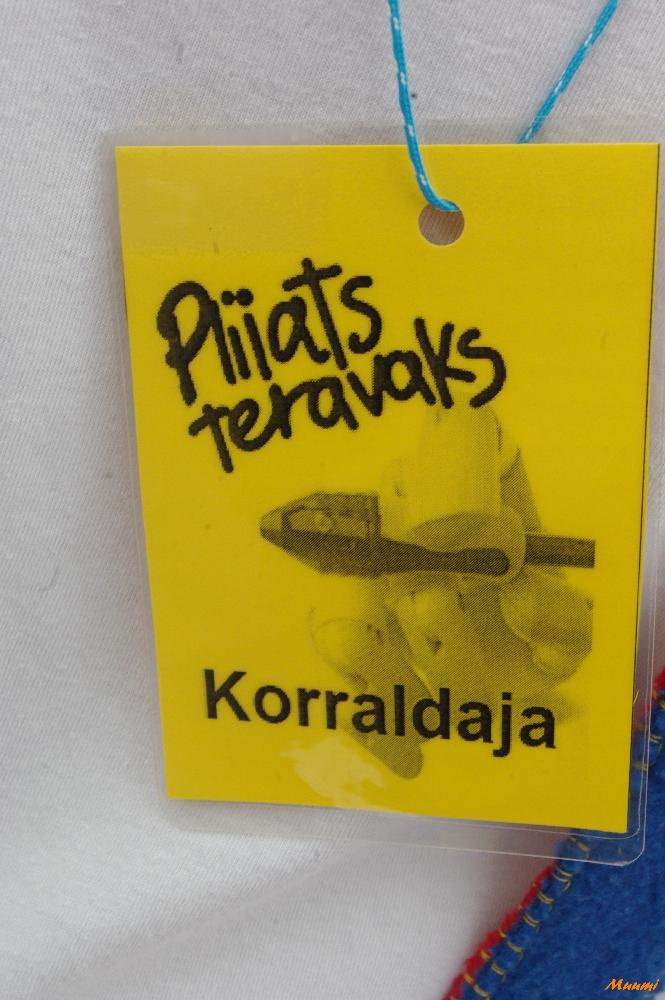 Pliiats
teravaks
Korraldaja
Muumi